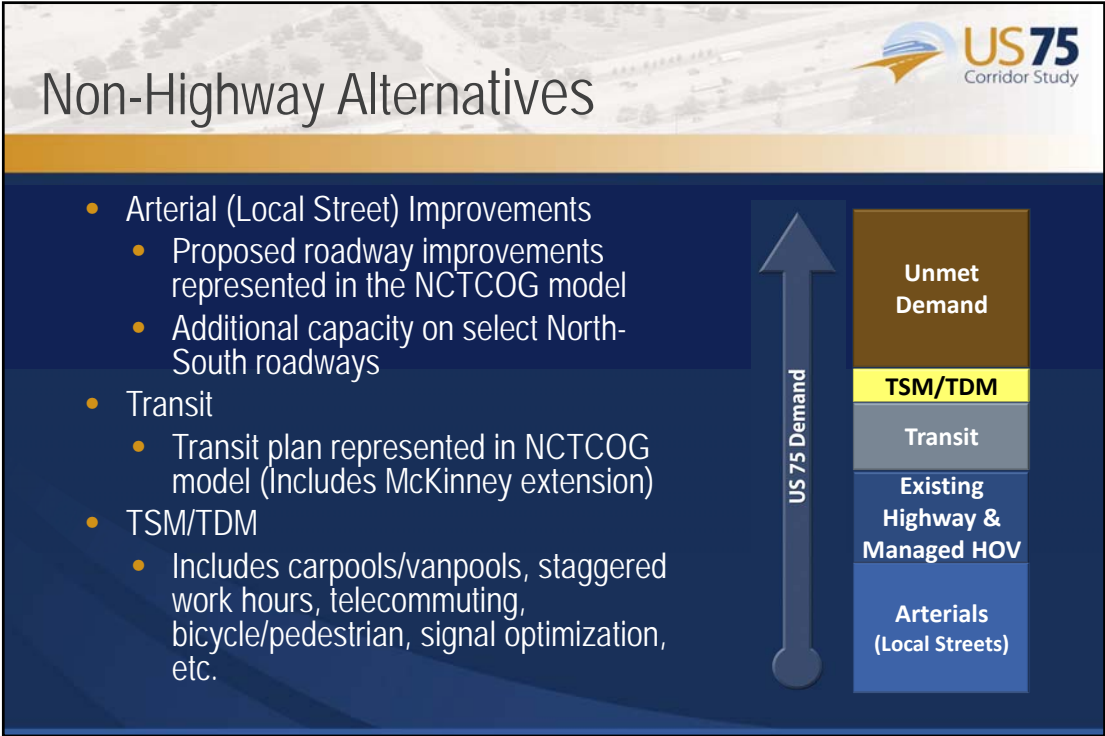 US 75
Corridor Study
Non-Highway Alternatives
• Arterial (Local Street) Improvements
• Proposed roadway improvements
represented in the NCTCOG model
• Additional capacity on select North-
South roadways
• Transit
• Transit plan represented in NCTCOG
model (Includes McKinney extension)
• TSM/TDM
• Includes carpools/vanpools, staggered
work hours, telecommuting,
bicycle/pedestrian, signal optimization,
etc.
US 75 Demand
Unmet
Demand
TSM/TDM
Transit
Existing
Highway &
Managed HOV
Arterials
(Local Streets)